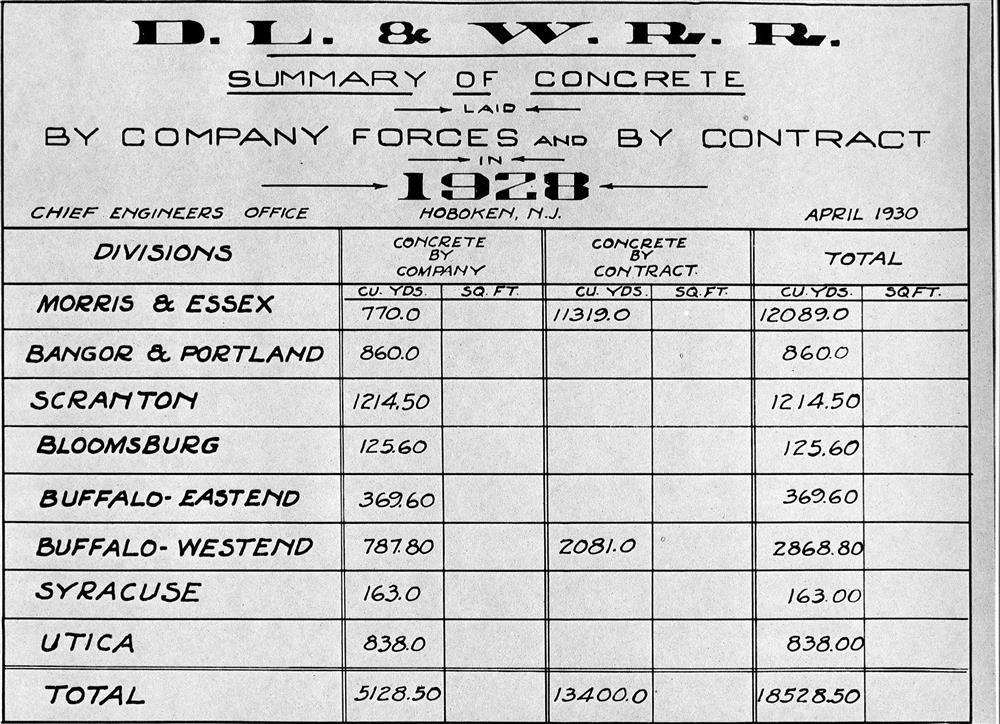 D. L. & W. R. R.
SUMMARY OF CONCRETE
LAID
BY COMPANY FORCES AND BY CONTRACT
IN
1928
CHIEF ENGINEERS OFFICE HOBOKEN, N.J. APRIL 1930
DIVISIONS CONCRETE BY COMPANY CONCRETE BY CONTRACT. TOTAL
CU. YDS. SQ. FT. CU. YDS. SQ. FT. CU. YDS. SQ FT.
MORRIS & ESSEX 770.0 11319.0 12089.0
BANGOR & PORTLAND 860.0 860.0
SCRANTON 1214.50 1214.50
BLOOMSBURG 125.60 125.60
BUFFALO-EASTEND 369.60 369.60
BUFFALO-WESTEND 787.80 2081.0 2868.80
SYRACUSE 163.0 163.00
UTICA 838.0 838.00
TOTAL 5128.50 13400.0 18528.50